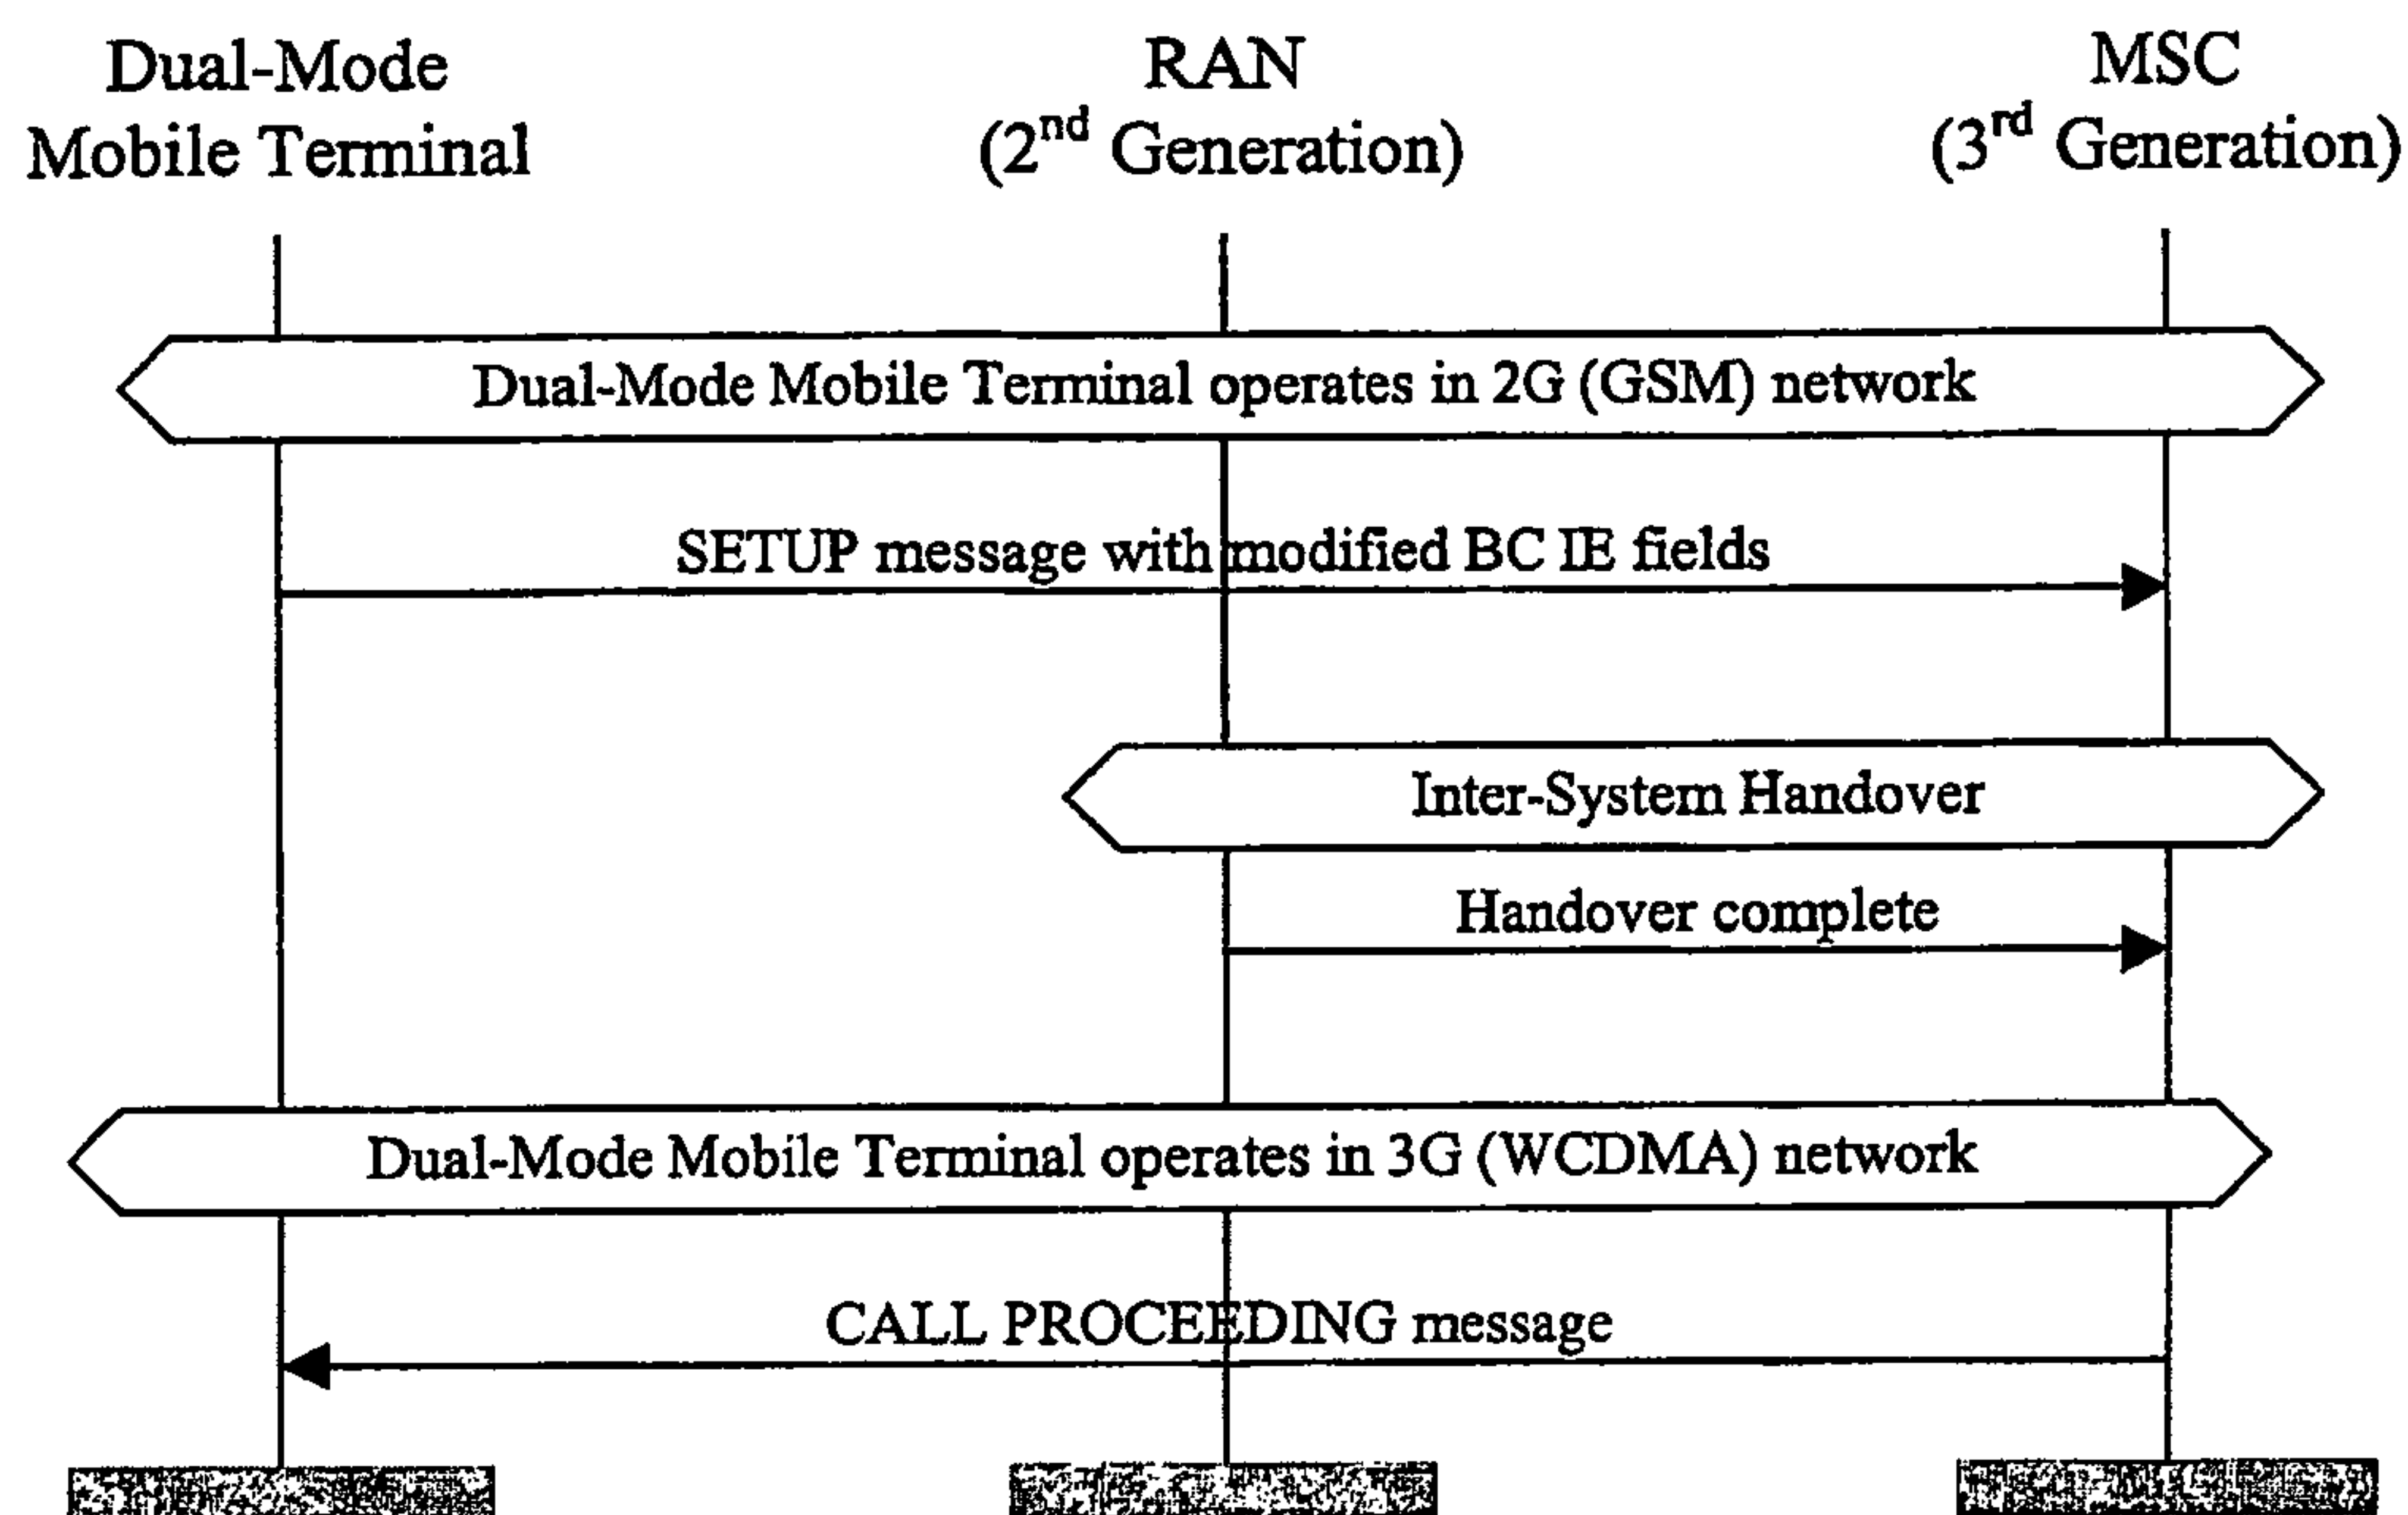 Dual-Mode
Mobile Terminal
RAN
(2nd Generation)
MSC
(3rd Generation)
Dual-Mode Mobile Terminal operates in 2G (GSM) network
SETUP message with modified BC IE fields
Inter-System Handover
Handover complete
Dual-Mode Mobile Terminal operates in 3G (WCDMA) network
CALL PROCEEDING message